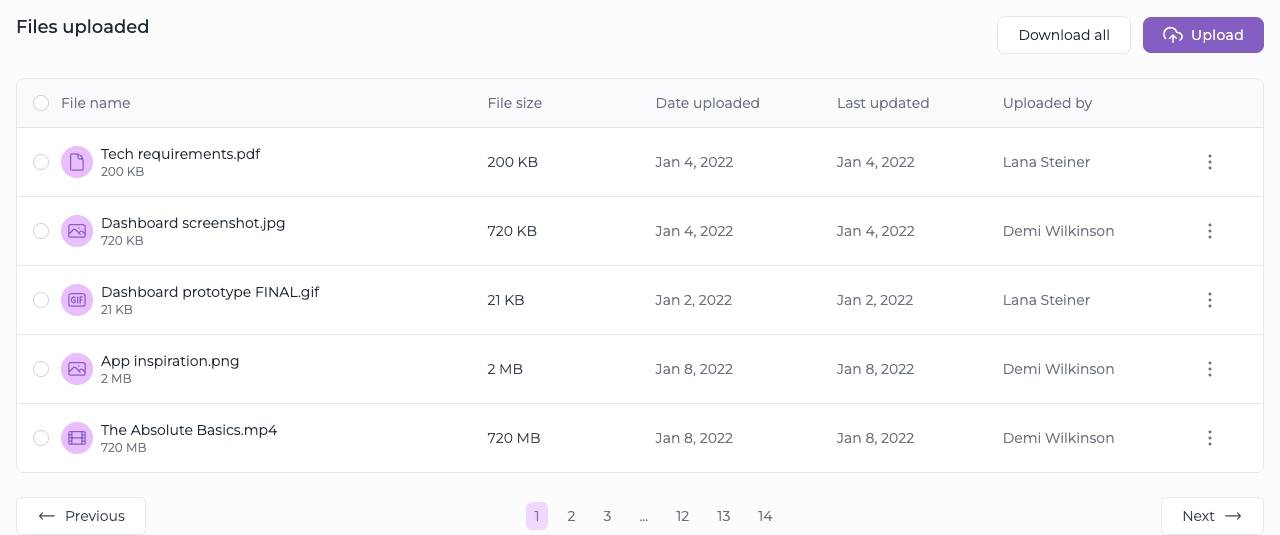 Files uploaded
Download all
Upload
File name File size Date uploaded Last updated Uploaded by
Tech requirements.pdf
200 KB
200 KB Jan 4, 2022 Jan 4, 2022 Lana Steiner
Dashboard screenshot.jpg
720 KB
720 KB Jan 4, 2022 Jan 4, 2022 Demi Wilkinson
GIF
Dashboard prototype FINAL.gif
21 KB
21 KB Jan 2, 2022 Jan 2, 2022 Lana Steiner
App inspiration.png
2 MB
2 MB Jan 8, 2022 Jan 8, 2022 Demi Wilkinson
The Absolute Basics.mp4
720 MB
720 MB Jan 8, 2022 Jan 8, 2022 Demi Wilkinson
Previous 1 2 3 ... 12 13 14 Next